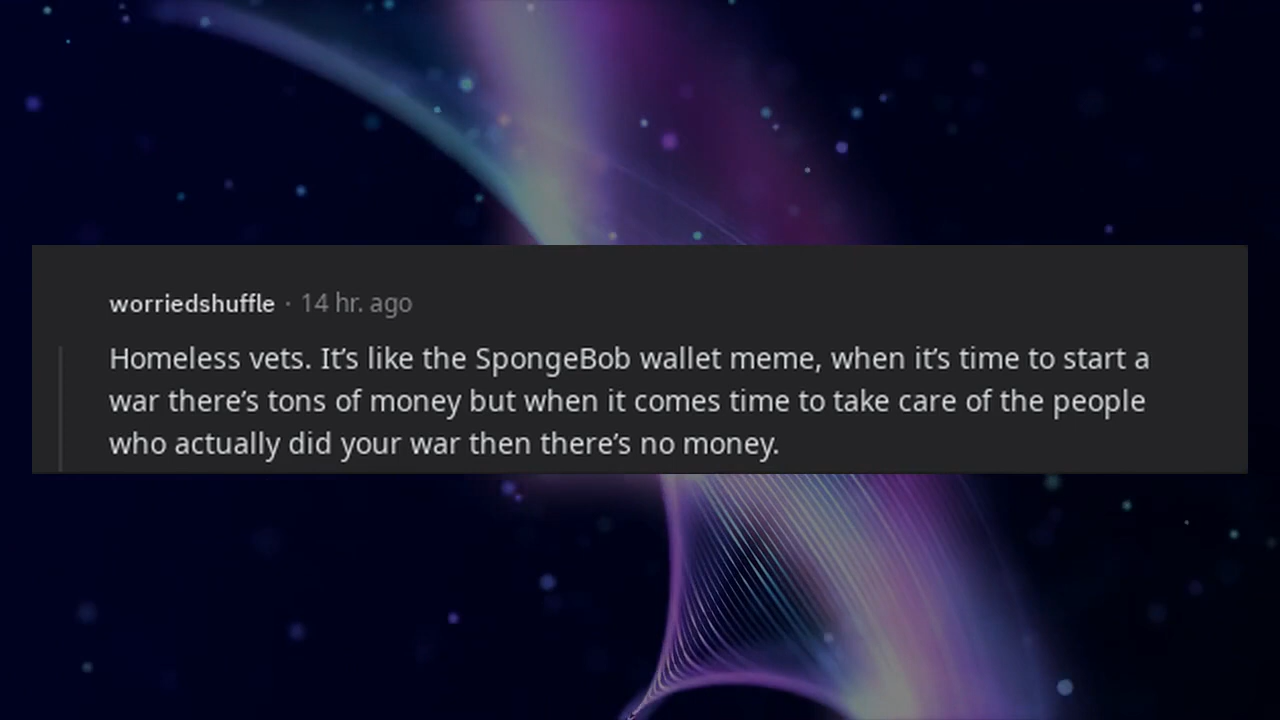 worriedshuffle · 14 hr. ago
Homeless vets. It’s like the SpongeBob wallet meme, when it’s time to start a
war there’s tons of money but when it comes time to take care of the people
who actually did your war then there’s no money.